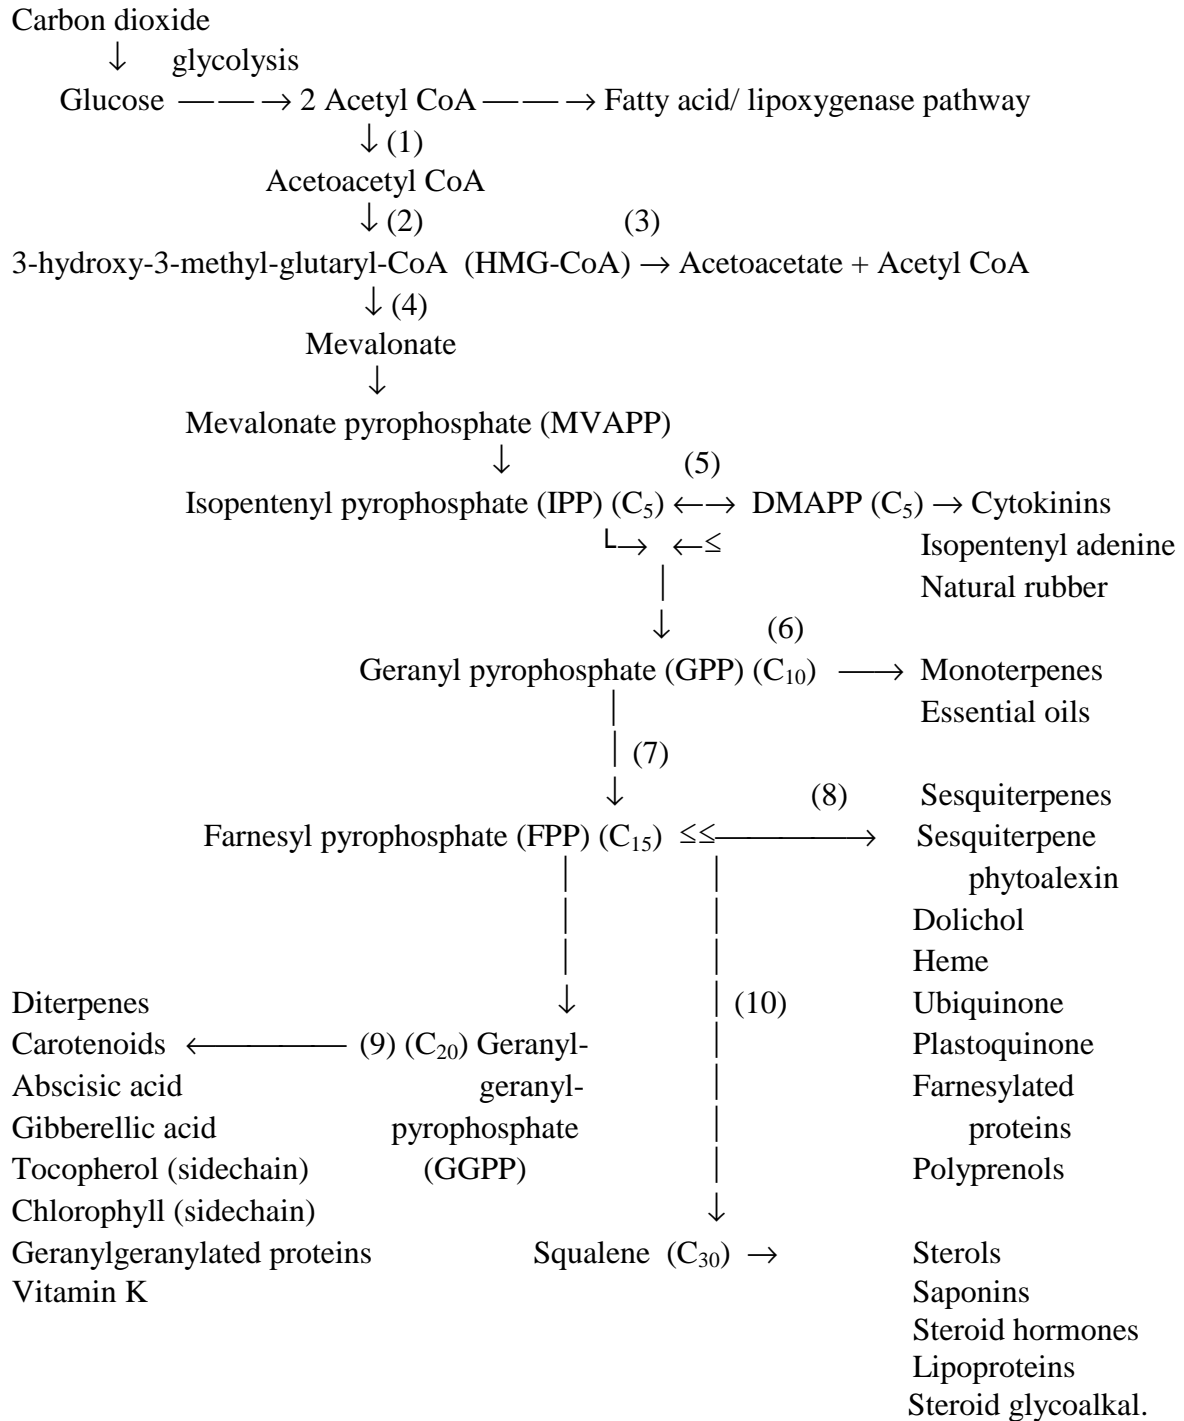 Carbon dioxide
↓ glycolysis
Glucose —— — → 2 Acetyl CoA —— — → Fatty acid/ lipoxygenase pathway
↓ (1)
Acetoacetyl CoA
↓ (2) (3)
3-hydroxy-3-methyl-glutaryl-CoA (HMG-CoA) → Acetoacetate + Acetyl CoA
↓ (4)
Mevalonate
↓
Mevalonate pyrophosphate (MVAPP)
↓ (5)
Isopentenyl pyrophosphate (IPP) (C₅) ←→ DMAPP (C₅) → Cytokinins
└→ ←≤ Isopentenyl adenine
| Natural rubber
↓ (6)
Geranyl pyrophosphate (GPP) (C₁₀) —→ Monoterpenes
| Essential oils
| (7)
↓ (8) Sesquiterpenes
Farnesyl pyrophosphate (FPP) (C₁₅) ≤≤————→ Sesquiterpene
| | phytoalexin
| | Dolichol
| | Heme
Diterpenes ↓ | (10) Ubiquinone
Carotenoids ←———— (9) (C₂₀) Geranyl- | Plastoquinone
Abscisic acid geranyl- | Farnesylated
Gibberellic acid pyrophosphate | proteins
Tocopherol (sidechain) (GGPP) | Polyprenols
Chlorophyll (sidechain) ↓
Geranylgeranylated proteins Squalene (C₃₀) → Sterols
Vitamin K Saponins
Steroid hormones
Lipoproteins
Steroid glycoalkal.